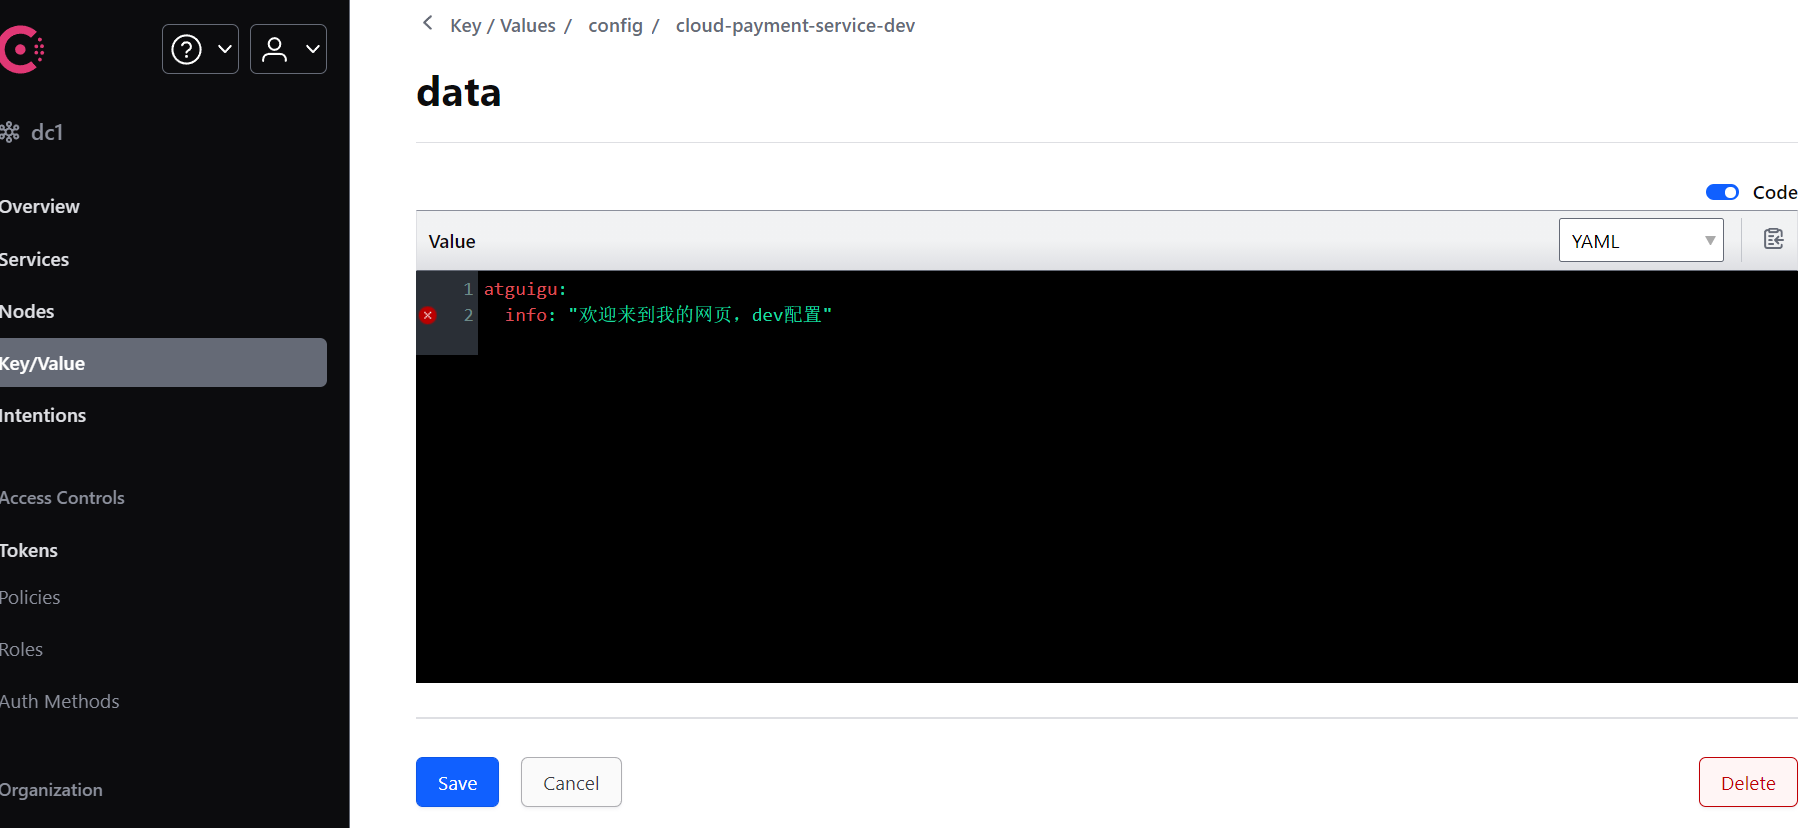 dc1
Overview
Services
Nodes
Key/Value
Intentions
Access Controls
Tokens
Policies
Roles
Auth Methods
Organization
Key / Values / config / cloud-payment-service-dev
data
Code
Value
YAML
1 atguigu:
2 info: "欢迎来到我的网页，dev配置"
Save
Cancel
Delete